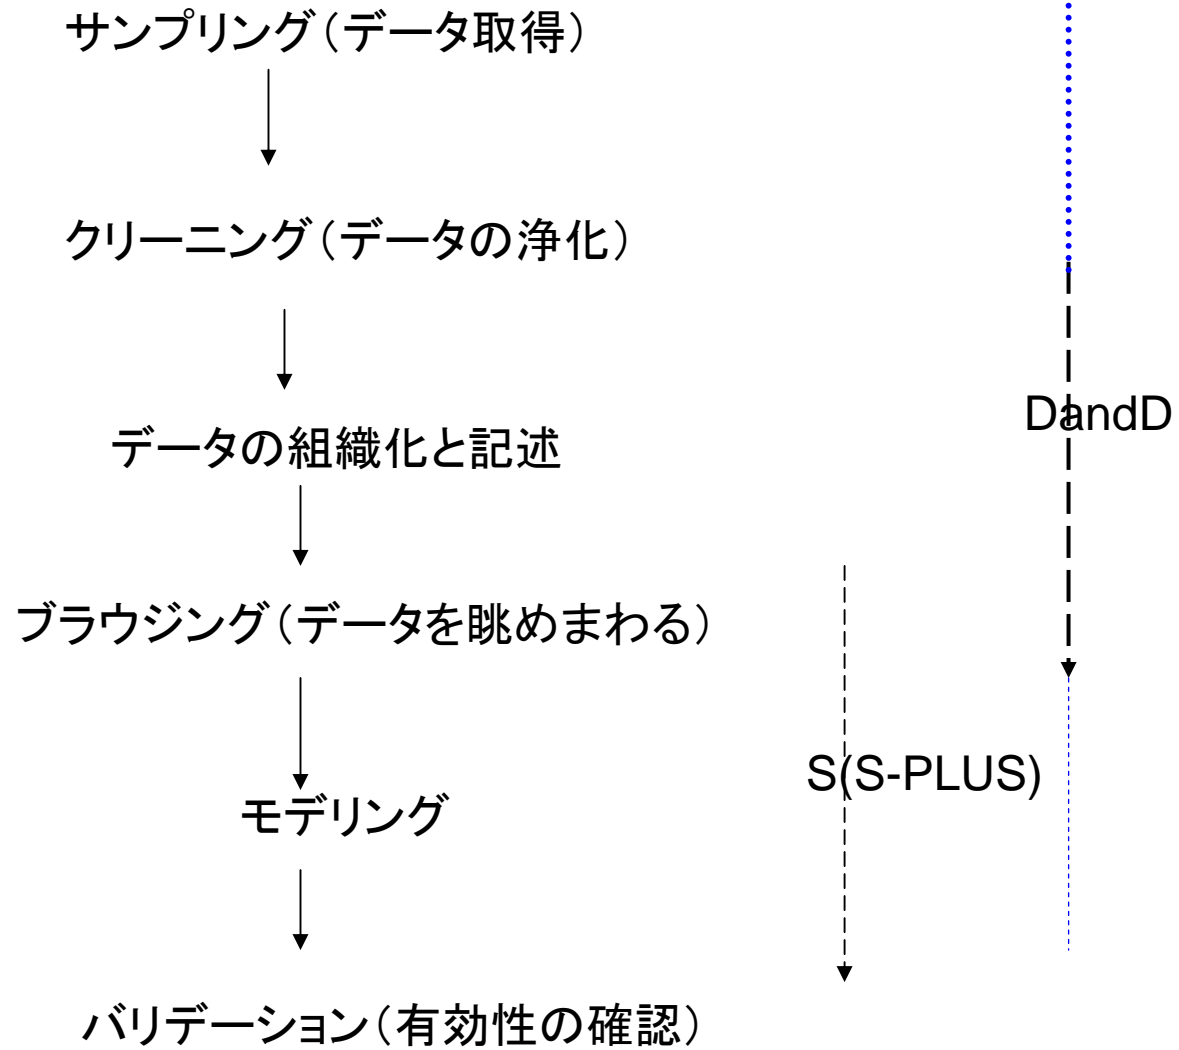 サンプリング（データ取得）
クリーニング（データの浄化）
DandD
データの組織化と記述
ブラウジング（データを眺めまわる）
S(S-PLUS)
モデリング
バリデーション（有効性の確認）